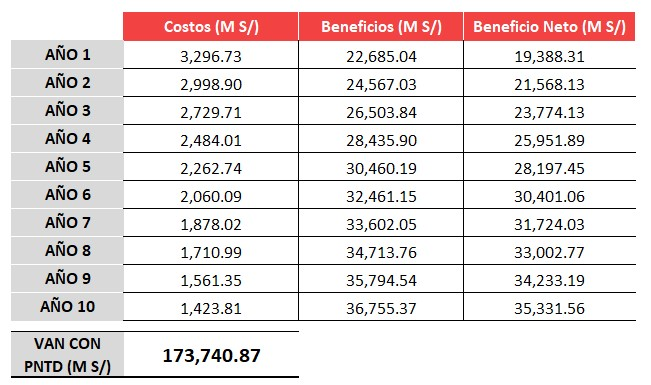 Costos (M S/) Beneficios (M S/) Beneficio Neto (M S/)
AÑO 1 3,296.73 22,685.04 19,388.31
AÑO 2 2,998.90 24,567.03 21,568.13
AÑO 3 2,729.71 26,503.84 23,774.13
AÑO 4 2,484.01 28,435.90 25,951.89
AÑO 5 2,262.74 30,460.19 28,197.45
AÑO 6 2,060.09 32,461.15 30,401.06
AÑO 7 1,878.02 33,602.05 31,724.03
AÑO 8 1,710.99 34,713.76 33,002.77
AÑO 9 1,561.35 35,794.54 34,233.19
AÑO 10 1,423.81 36,755.37 35,331.56
VAN CON
PNTD (M S/) 173,740.87